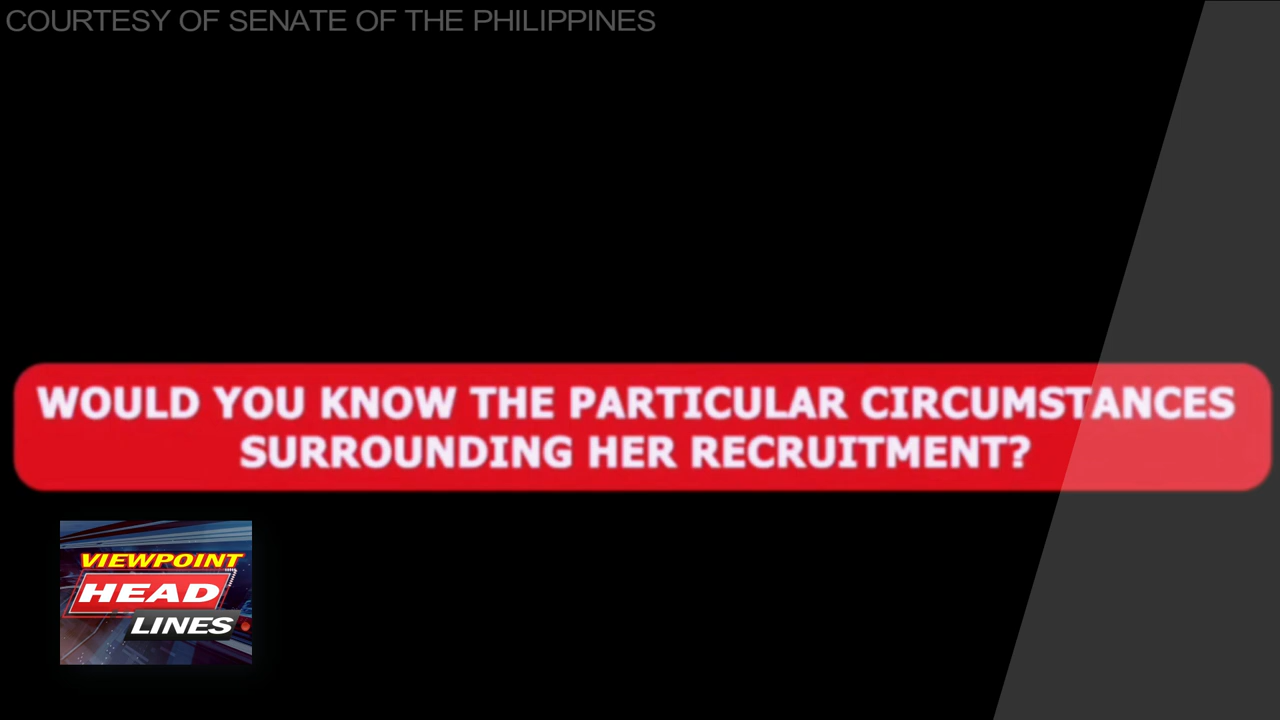 COURTESY OF SENATE OF THE PHILIPPINES
WOULD YOU KNOW THE PARTICULAR CIRCUMSTANCES
SURROUNDING HER RECRUITMENT?
VIEWPOINT
HEAD
LINES